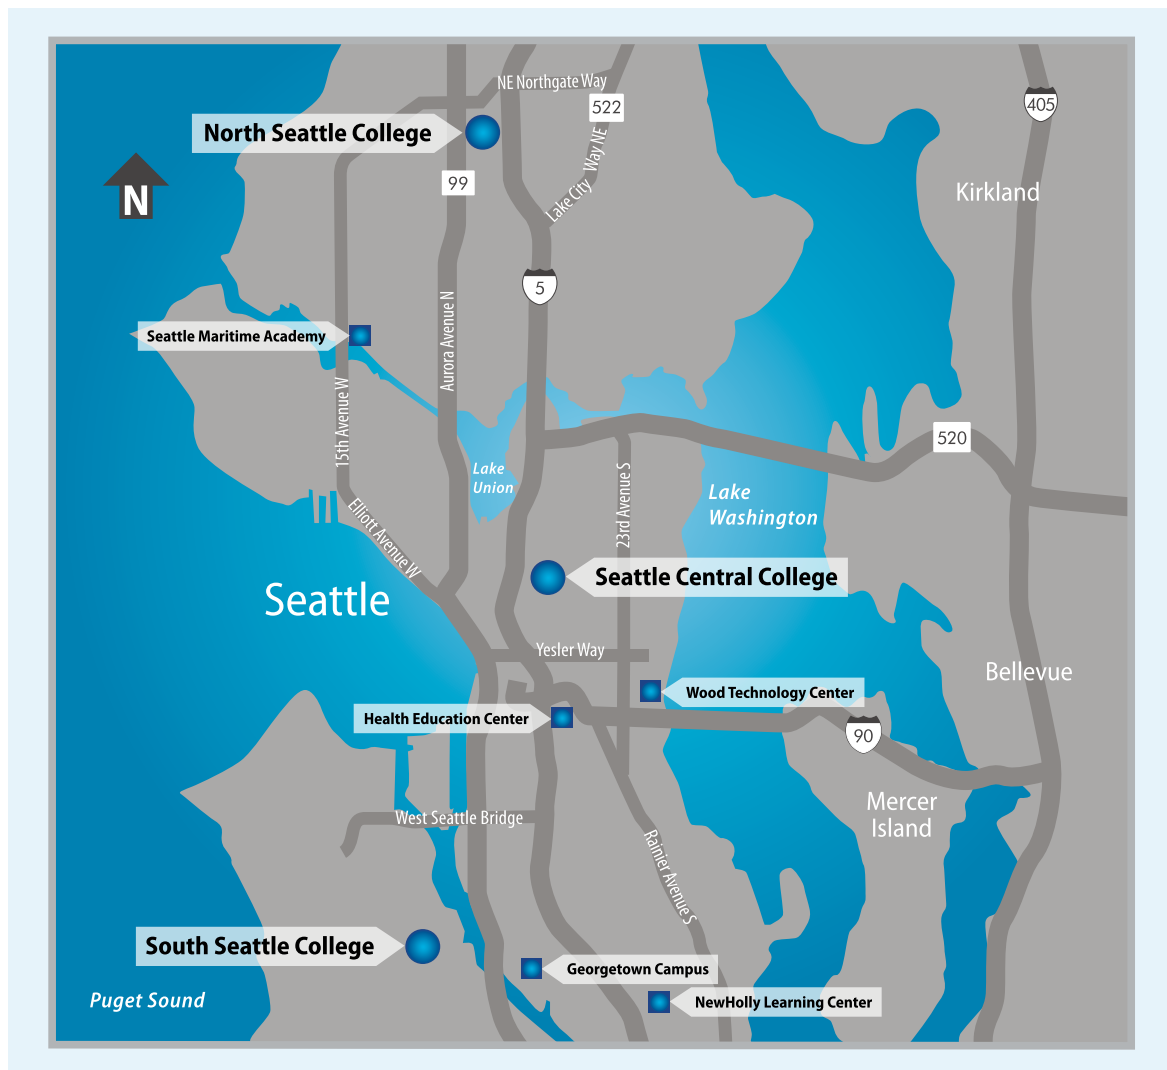 NE Northgate Way
522
405
North Seattle College
Lake City Way NE
99
N
Kirkland
5
Seattle Maritime Academy
Aurora Avenue N
15th Avenue W
520
Lake
Union
23rd Avenue S
Lake
Washington
Elliott Avenue W
Seattle
Seattle Central College
Yesler Way
Bellevue
Wood Technology Center
Health Education Center
90
Mercer
Island
West Seattle Bridge
Rainier Avenue S
South Seattle College
Georgetown Campus
Puget Sound
NewHolly Learning Center